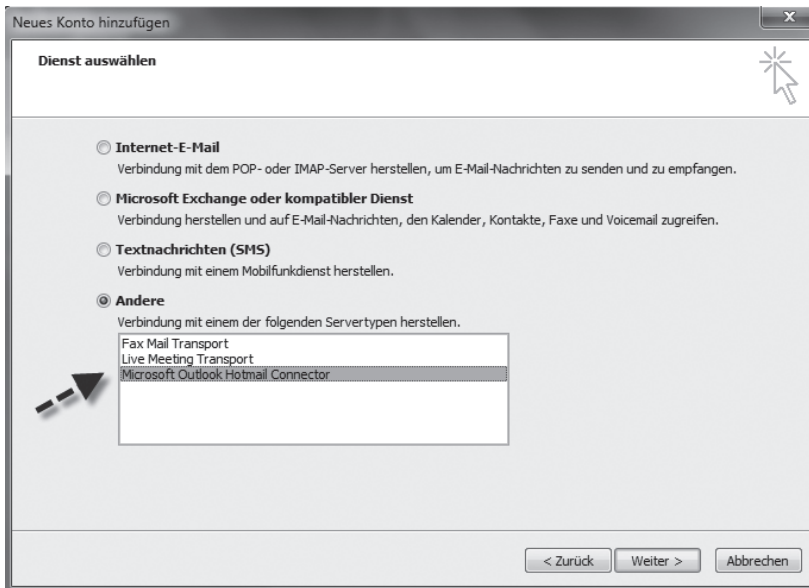 Neues Konto hinzufügen
Dienst auswählen
Internet-E-Mail
Verbindung mit dem POP- oder IMAP-Server herstellen, um E-Mail-Nachrichten zu senden und zu empfangen.
Microsoft Exchange oder kompatibler Dienst
Verbindung herstellen und auf E-Mail-Nachrichten, den Kalender, Kontakte, Faxe und Voicemail zugreifen.
Textnachrichten (SMS)
Verbindung mit einem Mobilfunkdienst herstellen.
Andere
Verbindung mit einem der folgenden Servertypen herstellen.
Fax Mail Transport
Live Meeting Transport
Microsoft Outlook Hotmail Connector
< Zurück Weiter > Abbrechen